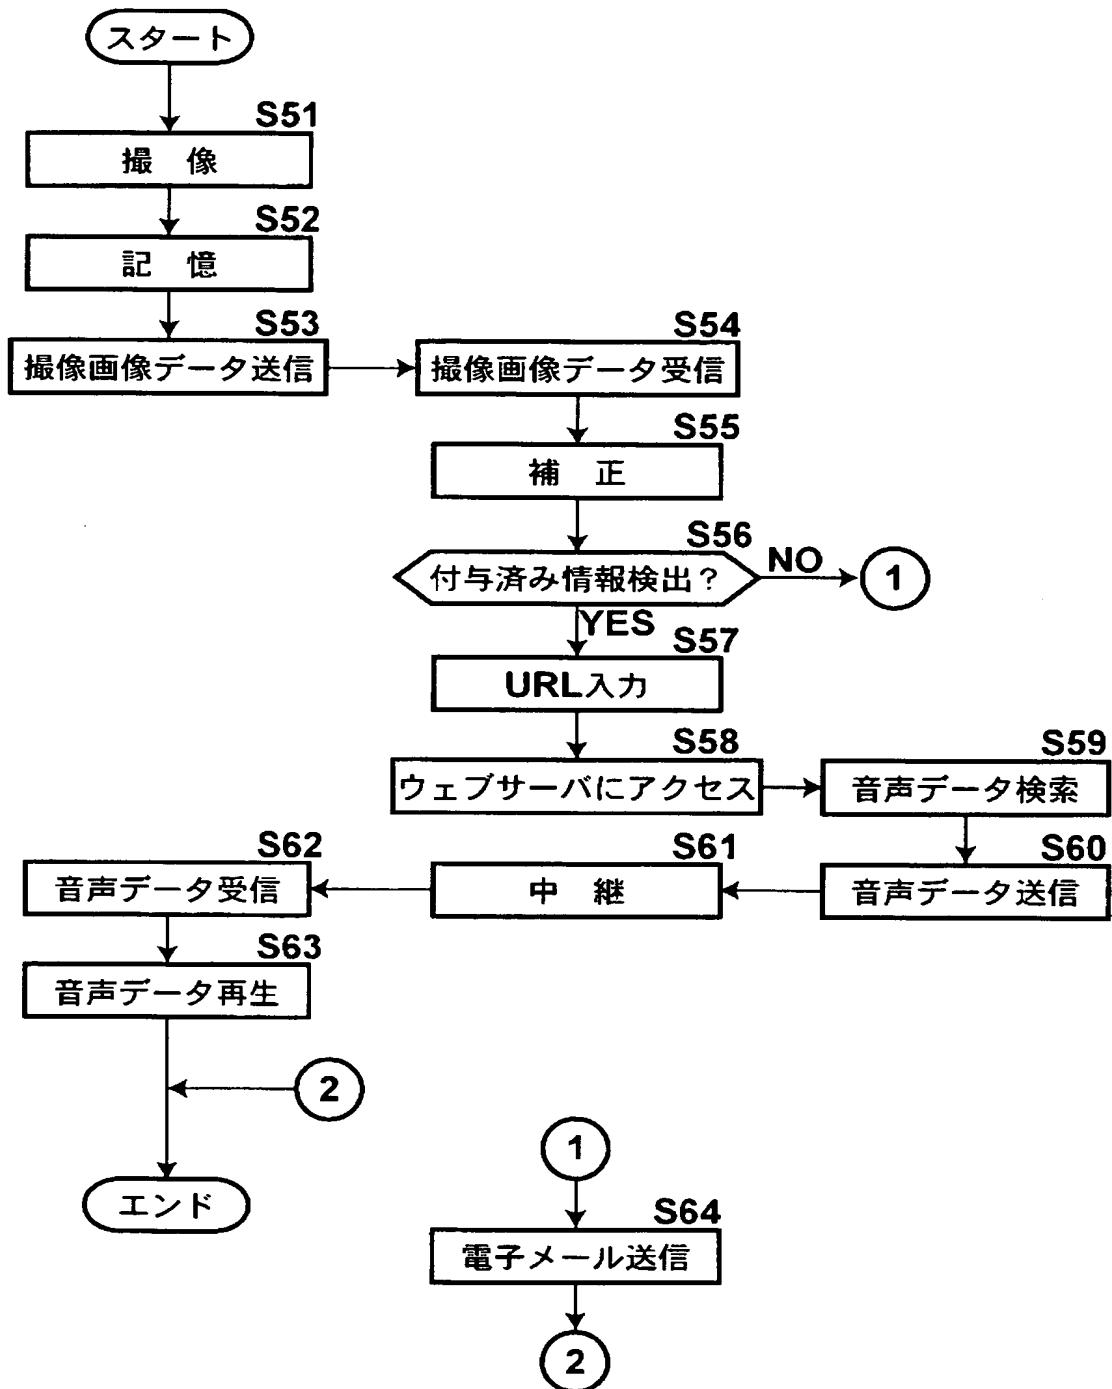 スタート
S51
撮 像
S52
記 憶
S53
撮像画像データ送信
S54
撮像画像データ受信
S55
補 正
S56
付与済み情報検出？
NO
1
YES
S57
URL入力
S58
ウェブサーバにアクセス
S59
音声データ検索
S60
音声データ送信
S61
中 継
S62
音声データ受信
S63
音声データ再生
2
エンド
1
S64
電子メール送信
2